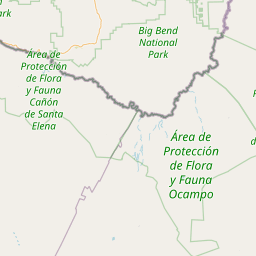 Park
Big Bend
National
Park
Área de
Protección
de Flora
y Fauna
Cañón
de Santa
Elena
Área de
Protección
de Flora
y Fauna
Ocampo